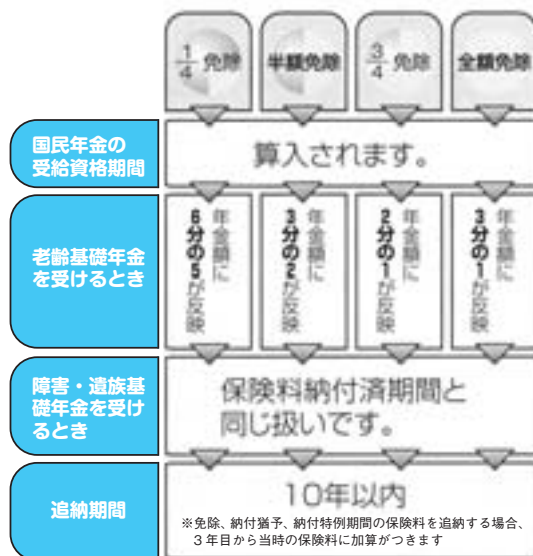 1/4 免除
半額免除
3/4 免除
全額免除
国民年金の
受給資格期間
算入されます。
老齢基礎年金
を受けるとき
年金額に
6分の5が反映
年金額に
3分の2が反映
年金額に
2分の1が反映
年金額に
3分の1が反映
障害・遺族基
礎年金を受け
るとき
保険料納付済期間と
同じ扱いです。
追納期間
10年以内
※免除、納付猶予、納付特例期間の保険料を追納する場合、
3年目から当時の保険料に加算がつきます